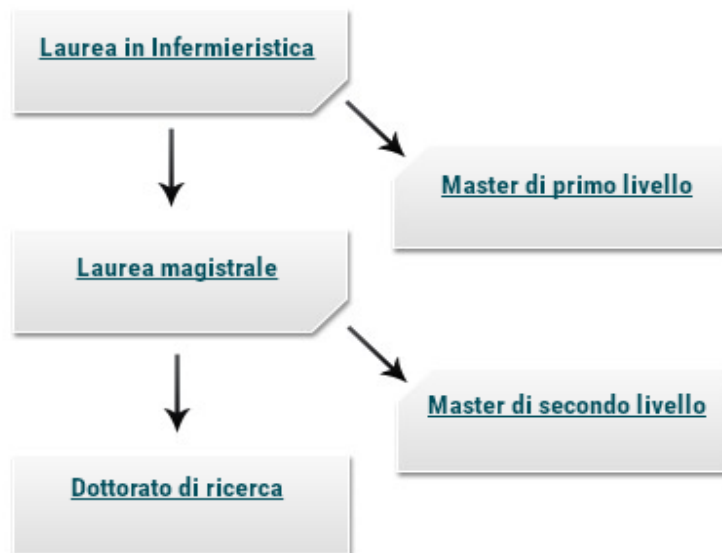 Laurea in Infermieristica
Master di primo livello
Laurea magistrale
Master di secondo livello
Dottorato di ricerca